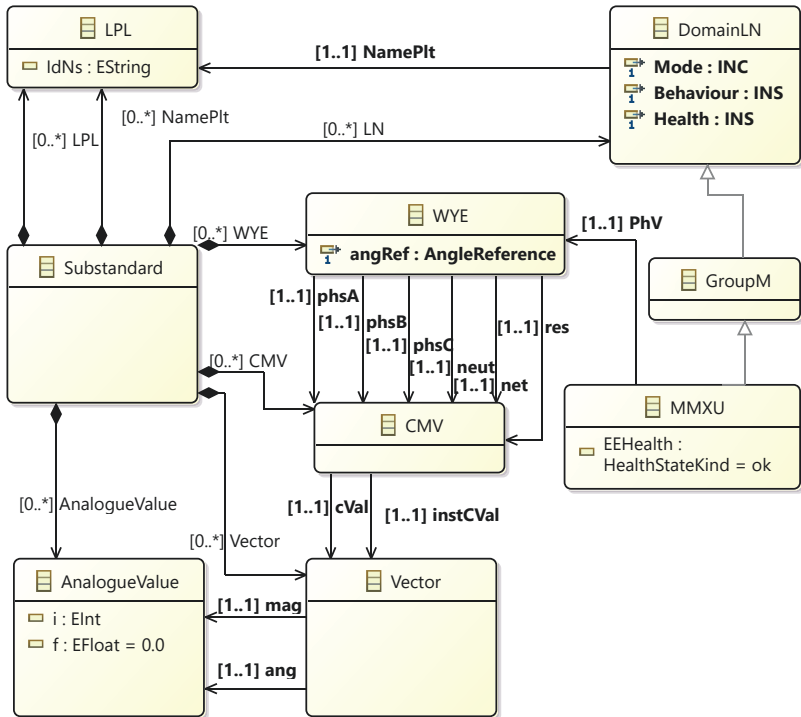 LPL
IdNs : EString
DomainLN
Mode : INC
Behaviour : INS
Health : INS
[1..1] NamePlt
[0..*] NamePlt
[0..*] LPL
[0..*] LN
WYE
angRef : AngleReference
[0..*] WYE
[1..1] PhV
Substandard
GroupM
[1..1] phsA
[1..1] phsB
[1..1] phsC
[1..1] neut
[1..1] net
[1..1] res
[0..*] CMV
CMV
MMXU
EEHealth :
HealthStateKind = ok
[0..*] AnalogueValue
[1..1] cVal
[1..1] instCVal
[0..*] Vector
AnalogueValue
i : EInt
f : EFloat = 0.0
Vector
[1..1] mag
[1..1] ang